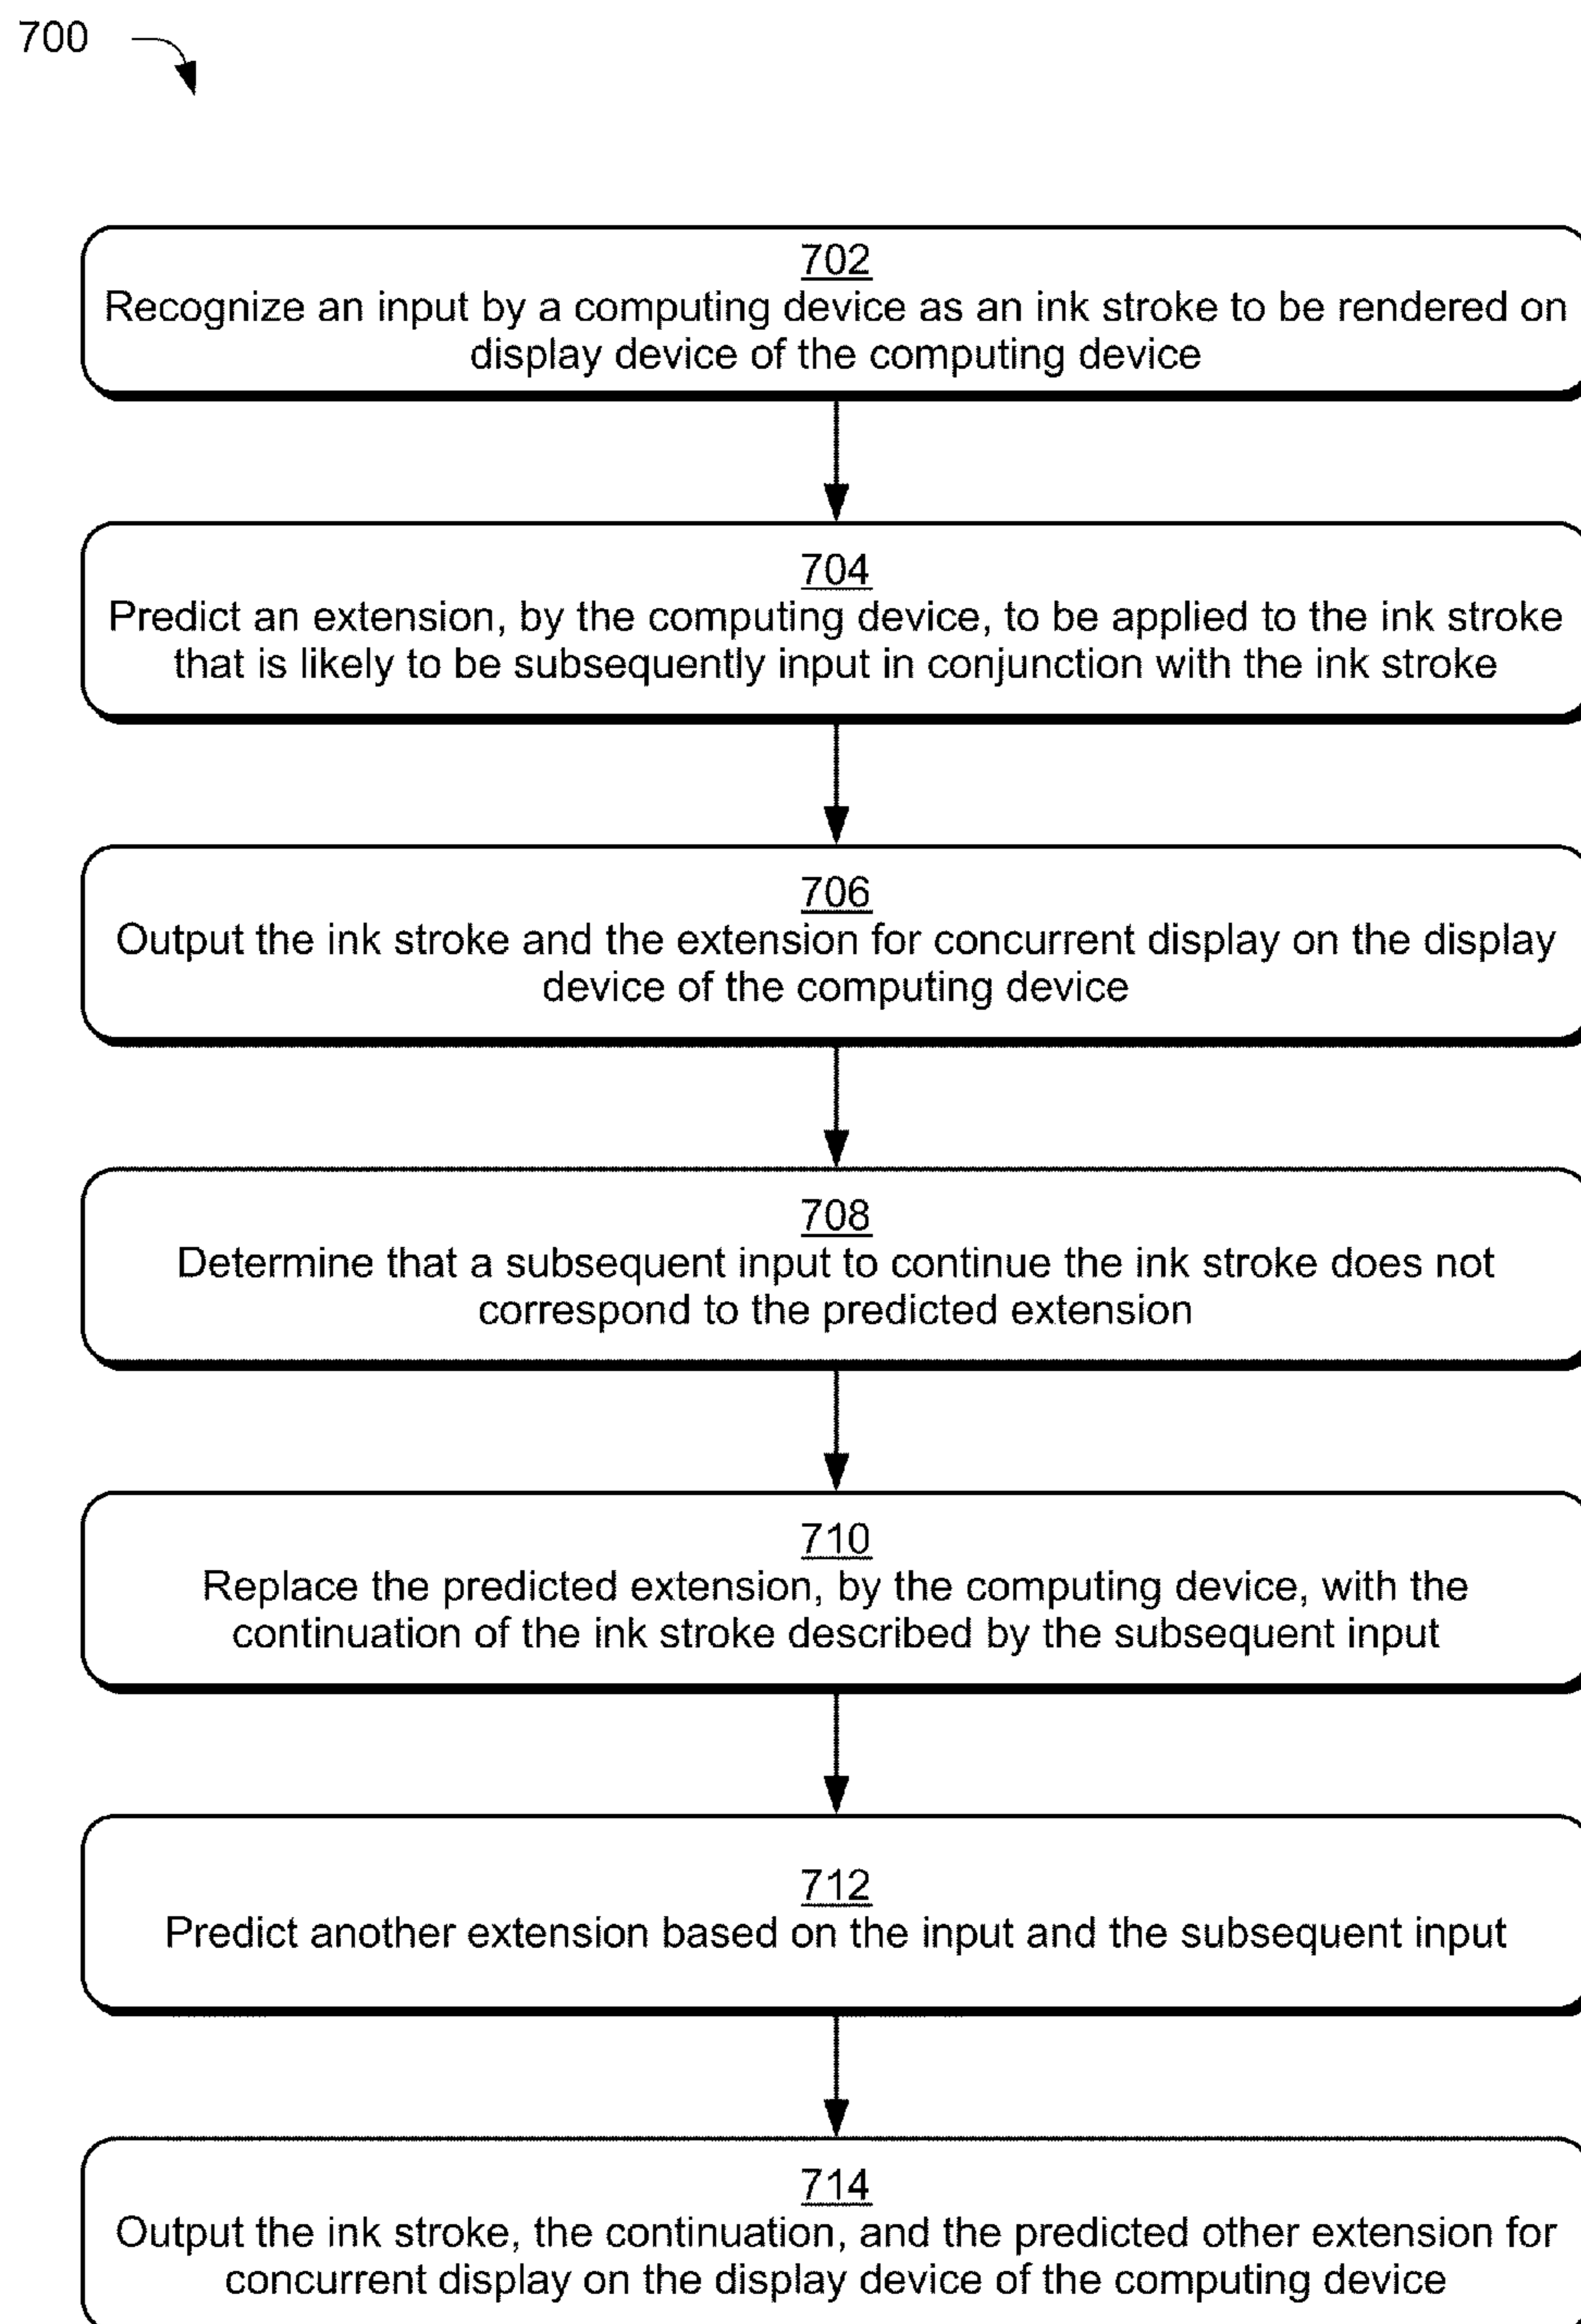 700
702
Recognize an input by a computing device as an ink stroke to be rendered on
display device of the computing device
704
Predict an extension, by the computing device, to be applied to the ink stroke
that is likely to be subsequently input in conjunction with the ink stroke
706
Output the ink stroke and the extension for concurrent display on the display
device of the computing device
708
Determine that a subsequent input to continue the ink stroke does not
correspond to the predicted extension
710
Replace the predicted extension, by the computing device, with the
continuation of the ink stroke described by the subsequent input
712
Predict another extension based on the input and the subsequent input
714
Output the ink stroke, the continuation, and the predicted other extension for
concurrent display on the display device of the computing device